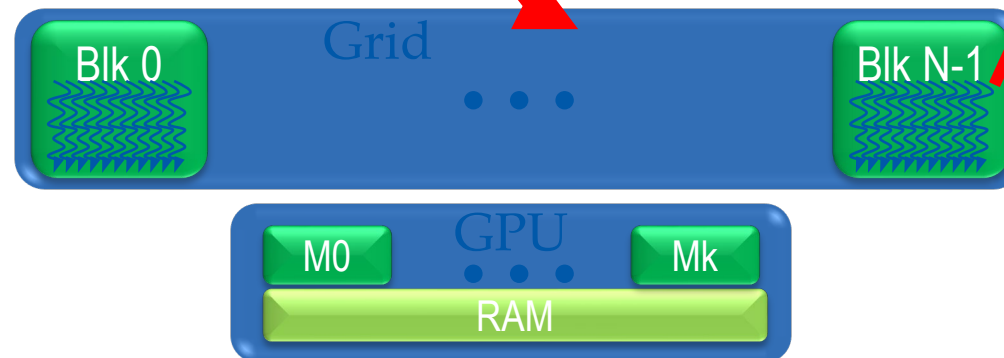 Grid
Blk 0
Blk N-1
• • •
GPU
M0
Mk
• • •
RAM